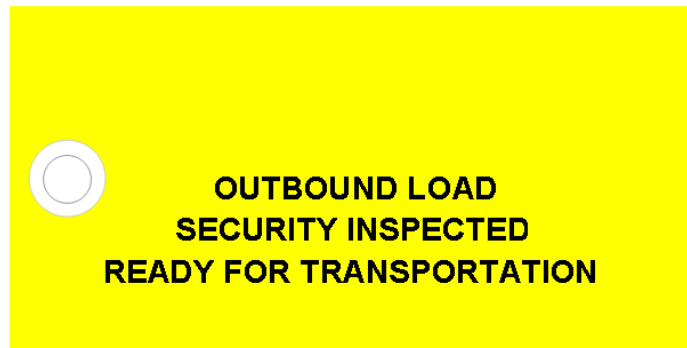 OUTBOUND LOAD
SECURITY INSPECTED
READY FOR TRANSPORTATION